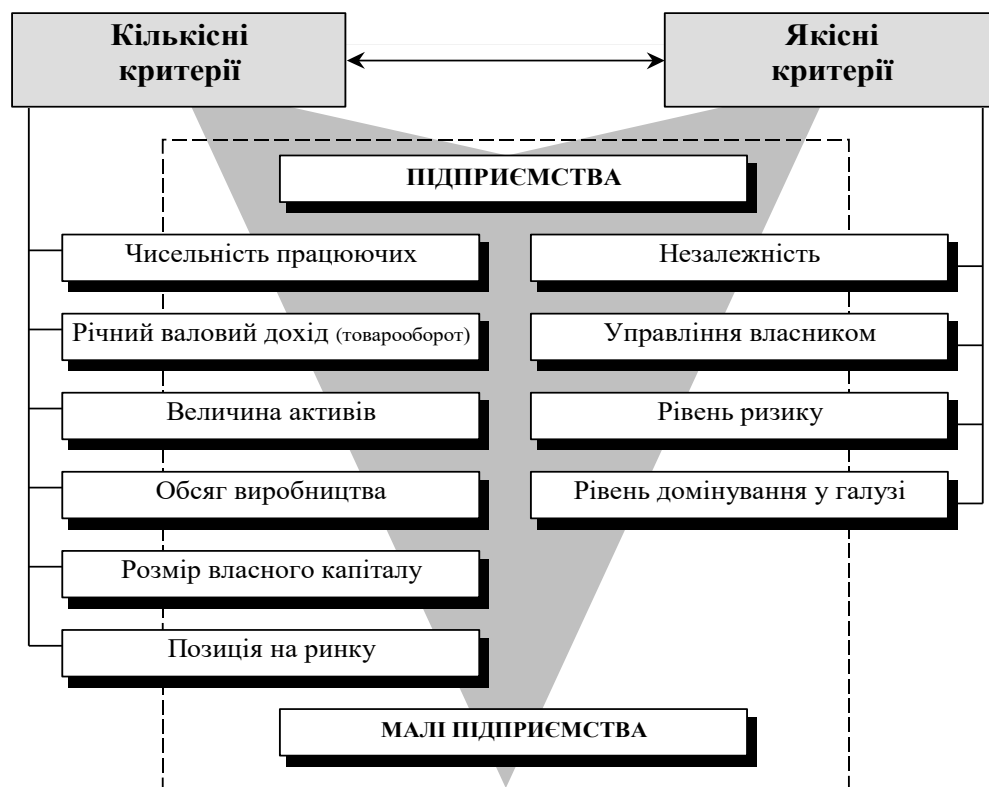 Кількісні
критерії
Якісні
критерії
ПІДПРИЄМСТВА
Чисельність працюючих
Річний валовий дохід (товарооборот)
Величина активів
Обсяг виробництва
Розмір власного капіталу
Позиція на ринку
Незалежність
Управління власником
Рівень ризику
Рівень домінування у галузі
МАЛІ ПІДПРИЄМСТВА